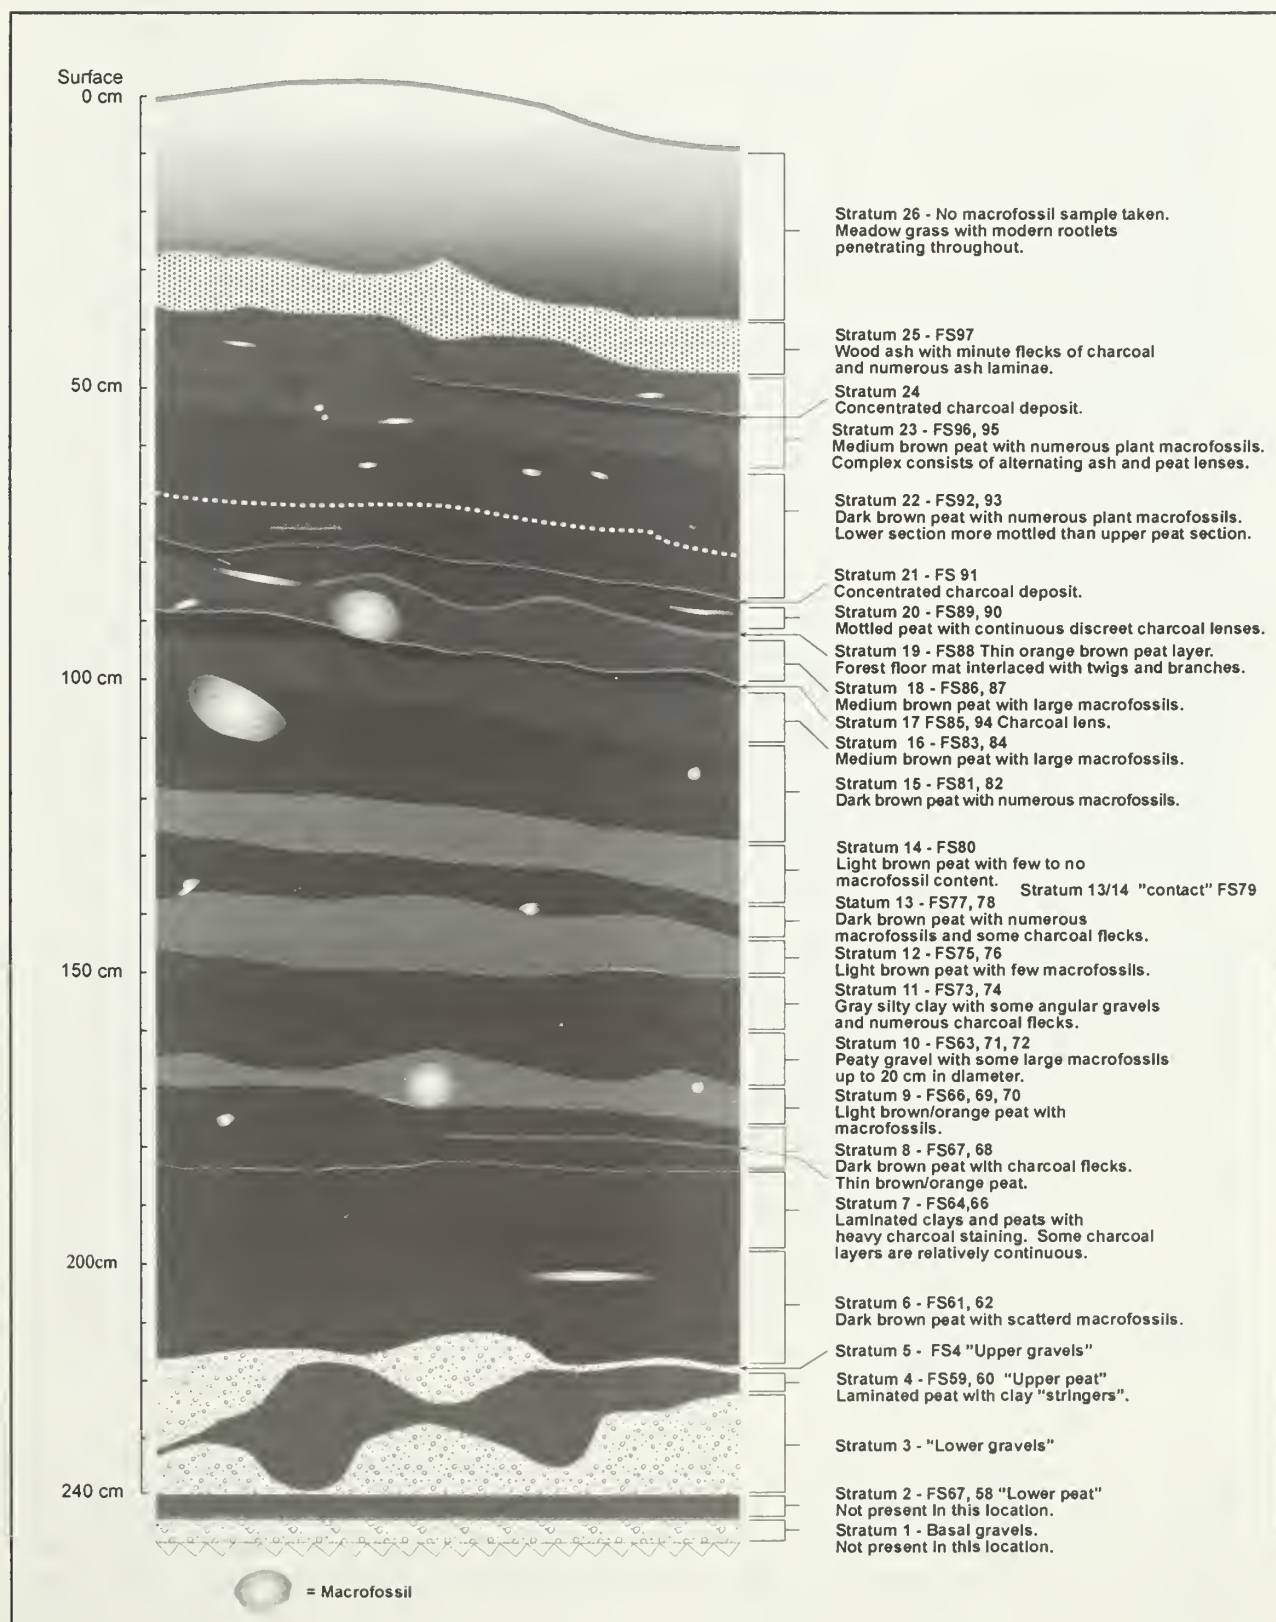 Surface
0 cm
50 cm
100 cm
150 cm
200cm
240 cm
Stratum 26 - No macrofossil sample taken.
Meadow grass with modern rootlets
penetrating throughout.
Stratum 25 - FS97
Wood ash with minute flecks of charcoal
and numerous ash laminae.
Stratum 24
Concentrated charcoal deposit.
Stratum 23 - FS96, 95
Medium brown peat with numerous plant macrofossils.
Complex consists of alternating ash and peat lenses.
Stratum 22 - FS92, 93
Dark brown peat with numerous plant macrofossils.
Lower section more mottled than upper peat section.
Stratum 21 - FS 91
Concentrated charcoal deposit.
Stratum 20 - FS89, 90
Mottled peat with continuous discreet charcoal lenses.
Stratum 19 - FS88 Thin orange brown peat layer.
Forest floor mat interlaced with twigs and branches.
Stratum 18 - FS86, 87
Medium brown peat with large macrofossils.
Stratum 17 FS85, 94 Charcoal lens.
Stratum 16 - FS83, 84
Medium brown peat with large macrofossils.
Stratum 15 - FS81, 82
Dark brown peat with numerous macrofossils.
Stratum 14 - FS80
Light brown peat with few to no
macrofossil content.
Stratum 13/14 "contact" FS79
Statum 13 - FS77, 78
Dark brown peat with numerous
macrofossils and some charcoal flecks.
Stratum 12 - FS75, 76
Light brown peat with few macrofossils.
Stratum 11 - FS73, 74
Gray silty clay with some angular gravels
and numerous charcoal flecks.
Stratum 10 - FS63, 71, 72
Peaty gravel with some large macrofossils
up to 20 cm in diameter.
Stratum 9 - FS66, 69, 70
Light brown/orange peat with
macrofossils.
Stratum 8 - FS67, 68
Dark brown peat with charcoal flecks.
Thin brown/orange peat.
Stratum 7 - FS64,66
Laminated clays and peats with
heavy charcoal staining. Some charcoal
layers are relatively continuous.
Stratum 6 - FS61, 62
Dark brown peat with scatterd macrofossils.
Stratum 5 - FS4 "Upper gravels"
Stratum 4 - FS59, 60 "Upper peat"
Laminated peat with clay "stringers".
Stratum 3 - "Lower gravels"
Stratum 2 - FS67, 58 "Lower peat"
Not present in this location.
Stratum 1 - Basal gravels.
Not present in this location.
= Macrofossil